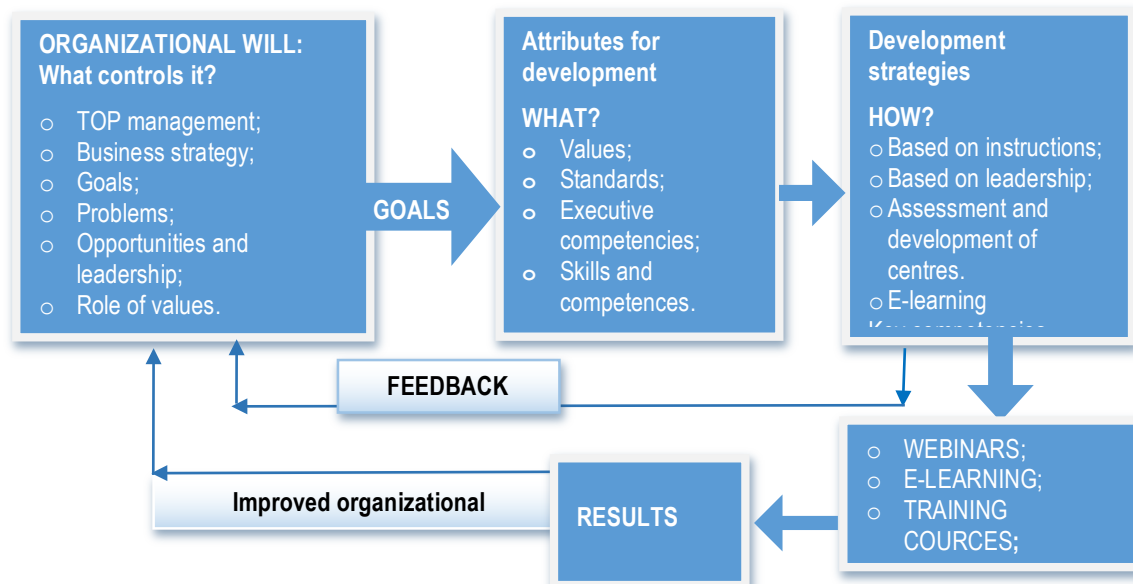 ORGANIZATIONAL WILL:
What controls it?
o TOP management;
o Business strategy;
o Goals;
o Problems;
o Opportunities and
leadership;
o Role of values.
GOALS
Attributes for
development
WHAT?
o Values;
o Standards;
o Executive
competencies;
o Skills and
competences.
Development
strategies
HOW?
o Based on instructions;
o Based on leadership;
o Assessment and
development of
centres.
o E-learning
Key competencies
FEEDBACK
o WEBINARS;
o E-LEARNING;
o TRAINING
COURCES;
RESULTS
Improved organizational